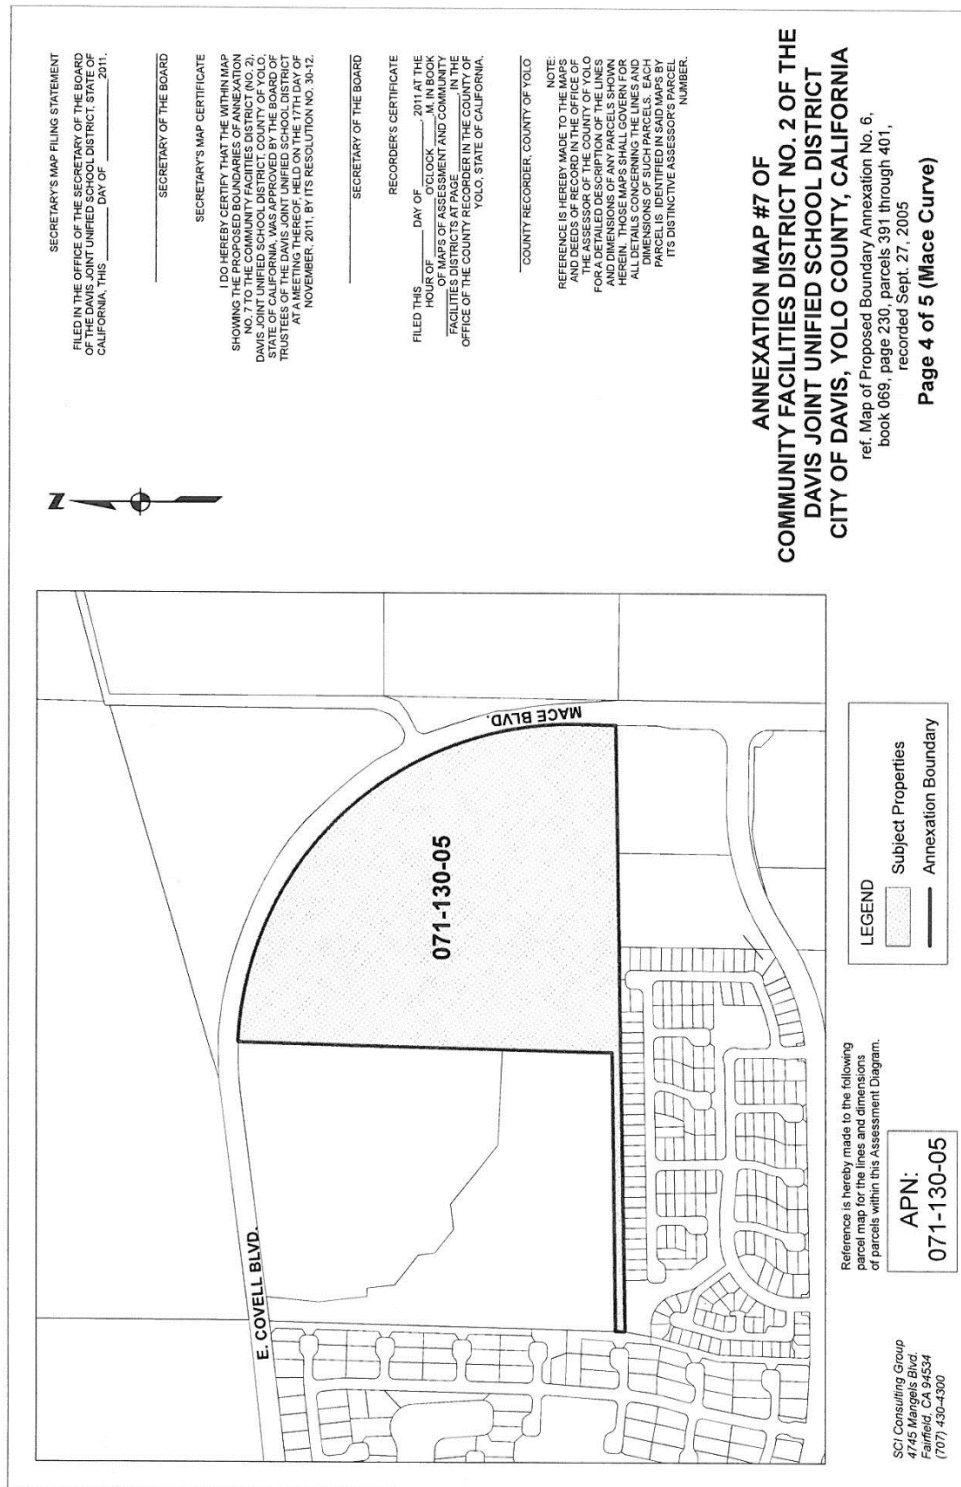 SECRETARY'S MAP FILING STATEMENT
FILED IN THE OFFICE OF THE SECRETARY OF THE BOARD
OF THE DAVIS JOINT UNIFIED SCHOOL DISTRICT, STATE OF
CALIFORNIA, THIS ______ DAY OF ____________ 2011.
SECRETARY OF THE BOARD
SECRETARY'S MAP CERTIFICATE
I DO HEREBY CERTIFY THAT THE WITHIN MAP
SHOWING THE PROPOSED BOUNDARIES OF ANNEXATION
NO. 7 TO THE COMMUNITY FACILITIES DISTRICT (NO. 2),
DAVIS JOINT UNIFIED SCHOOL DISTRICT, COUNTY OF YOLO,
STATE OF CALIFORNIA, WAS APPROVED BY THE BOARD OF
TRUSTEES OF THE DAVIS JOINT UNIFIED SCHOOL DISTRICT
AT A MEETING THEREOF, HELD ON THE 17TH DAY OF
NOVEMBER, 2011, BY ITS RESOLUTION NO. 30-12.
SECRETARY OF THE BOARD
RECORDER'S CERTIFICATE
FILED THIS ______ DAY OF ______, 2011 AT THE
HOUR OF ______ O'CLOCK ___M. IN BOOK
______ OF MAPS OF ASSESSMENT AND COMMUNITY
FACILITIES DISTRICTS AT PAGE ______, IN THE
OFFICE OF THE COUNTY RECORDER IN THE COUNTY OF
YOLO, STATE OF CALIFORNIA.
COUNTY RECORDER, COUNTY OF YOLO
NOTE:
REFERENCE IS HEREBY MADE TO THE MAPS
AND DEEDS OF RECORD IN THE OFFICE OF
THE ASSESSOR OF THE COUNTY OF YOLO
FOR A DETAILED DESCRIPTION OF THE LINES
AND DIMENSIONS OF ANY PARCELS SHOWN
HEREIN. THOSE MAPS SHALL GOVERN FOR
ALL DETAILS CONCERNING THE LINES AND
DIMENSIONS OF SUCH PARCELS. EACH
PARCEL IS IDENTIFIED IN SAID MAPS BY
ITS DISTINCTIVE ASSESSOR'S PARCEL
NUMBER.
N
ANNEXATION MAP #7 OF
COMMUNITY FACILITIES DISTRICT NO. 2 OF THE
DAVIS JOINT UNIFIED SCHOOL DISTRICT
CITY OF DAVIS, YOLO COUNTY, CALIFORNIA
ref. Map of Proposed Boundary Annexation No. 6,
book 069, page 230, parcels 391 through 401,
recorded Sept. 27, 2005
Page 4 of 5 (Mace Curve)
E. COVELL BLVD.
MACE BLVD.
071-130-05
LEGEND
Subject Properties
Annexation Boundary
Reference is hereby made to the following
parcel map for the lines and dimensions
of parcels within this Assessment Diagram.
APN:
071-130-05
SCI Consulting Group
4745 Mangels Blvd.
Fairfield, CA 94534
(707) 430-4300